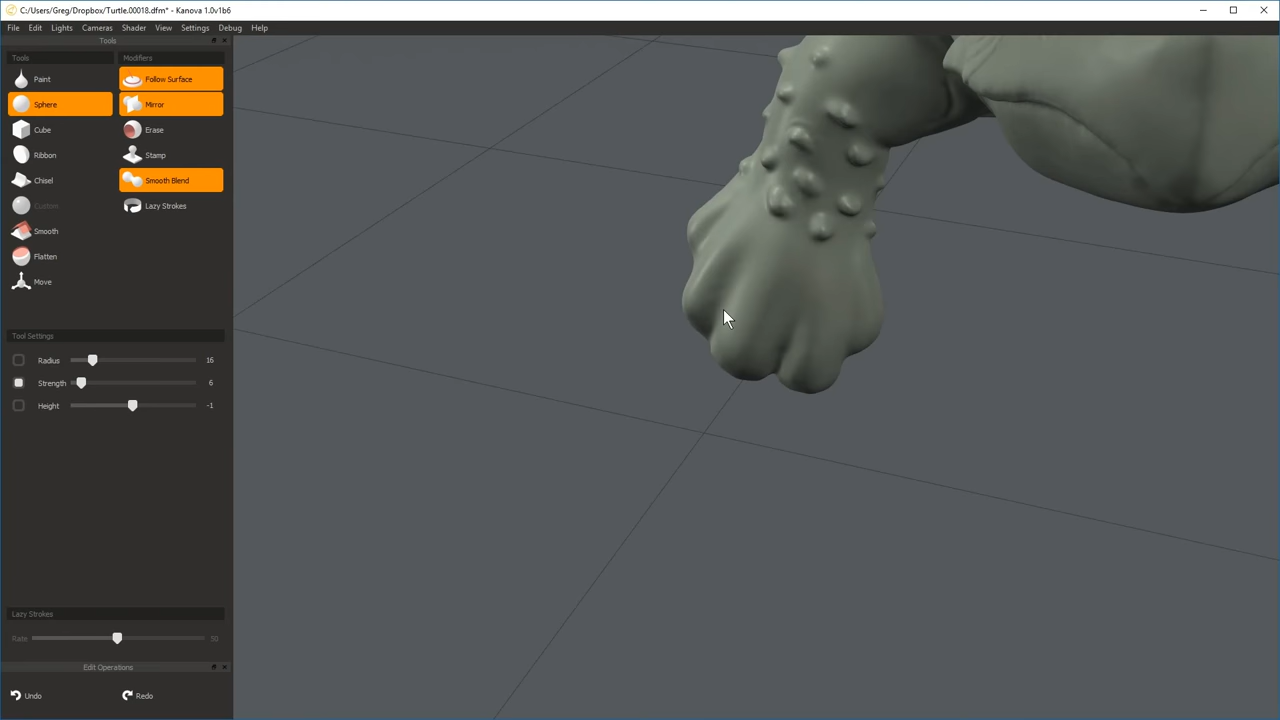 C:/Users/Greg/Dropbox/Turtle.00018.dfm* - Kanova 1.0v1b6
File Edit Lights Cameras Shader View Settings Debug Help
Tools
Tools Modifiers
Paint Follow Surface
Sphere Mirror
Cube Erase
Ribbon Stamp
Chisel Smooth Blend
Custom Lazy Strokes
Smooth
Flatten
Move
Tool Settings
Radius 16
Strength 6
Height -1
Lazy Strokes
Rate 50
Edit Operations
Undo Redo